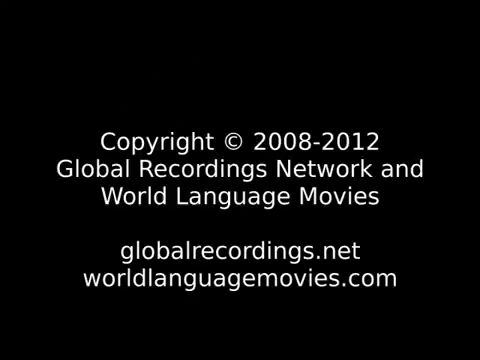 Copyright © 2008-2012
Global Recordings Network and
World Language Movies
globalrecordings.net
worldlanguagemovies.com